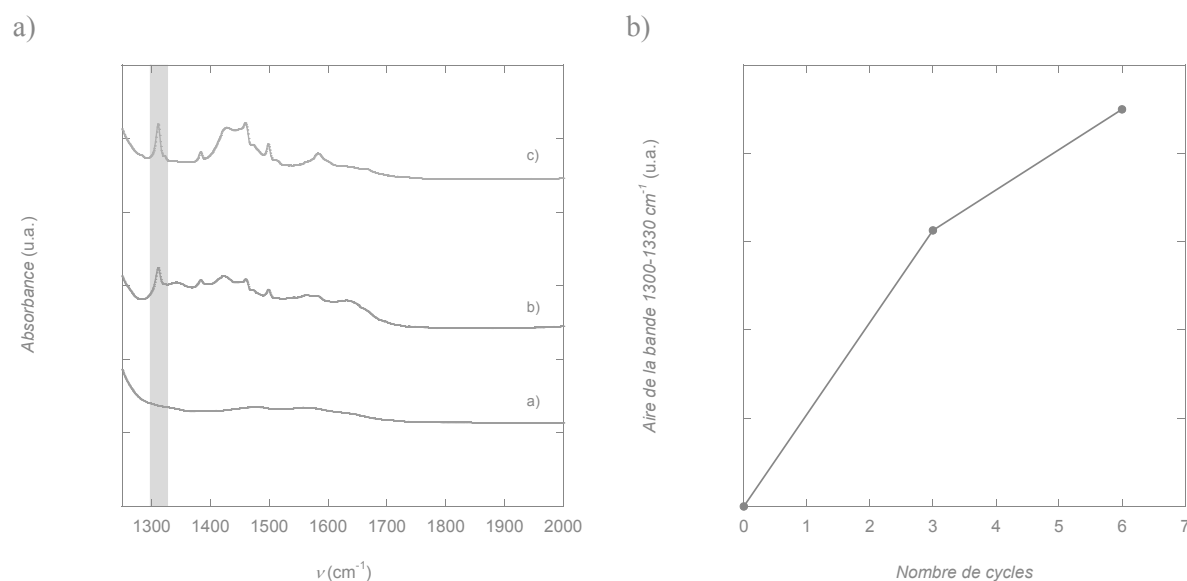 a)
b)
Absorbance (u.a.)
c)
b)
a)
1300 1400 1500 1600 1700 1800 1900 2000
ν (cm⁻¹)
Aire de la bande 1300-1330 cm⁻¹ (u.a.)
0 1 2 3 4 5 6 7
Nombre de cycles